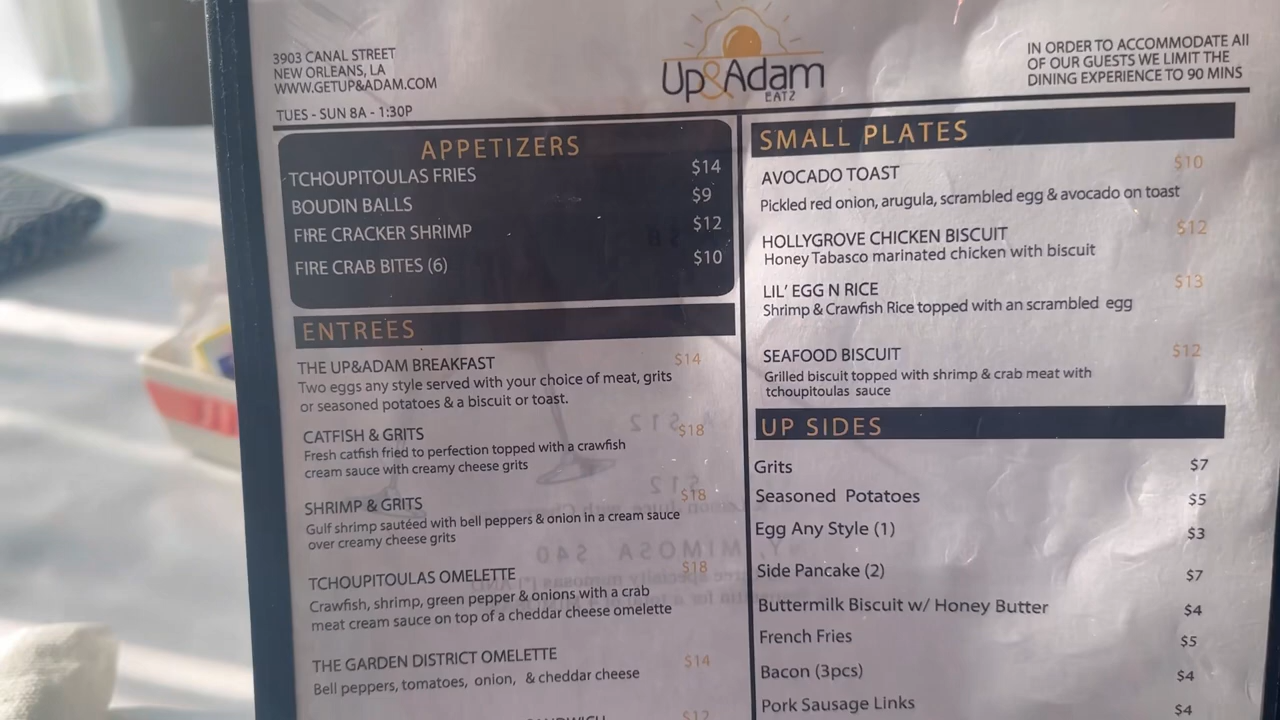 3903 CANAL STREET
NEW ORLEANS, LA
WWW.GETUP&ADAM.COM
TUES - SUN 8A - 1:30P
Up&Adam
EATZ
IN ORDER TO ACCOMMODATE All
OF OUR GUESTS WE LIMIT THE
DINING EXPERIENCE TO 90 MINS
APPETIZERS
TCHOUPITOULAS FRIES $14
BOUDIN BALLS $9
FIRE CRACKER SHRIMP $12
FIRE CRAB BITES (6) $10
ENTREES
THE UP&ADAM BREAKFAST $14
Two eggs any style served with your choice of meat, grits
or seasoned potatoes & a biscuit or toast.
CATFISH & GRITS $18
Fresh catfish fried to perfection topped with a crawfish
cream sauce with creamy cheese grits
SHRIMP & GRITS $18
Gulf shrimp sautéed with bell peppers & onion in a cream sauce
over creamy cheese grits
TCHOUPITOULAS OMELETTE $18
Crawfish, shrimp, green pepper & onions with a crab
meat cream sauce on top of a cheddar cheese omelette
THE GARDEN DISTRICT OMELETTE $14
Bell peppers, tomatoes, onion, & cheddar cheese
SANDWICH $12
SMALL PLATES
AVOCADO TOAST $10
Pickled red onion, arugula, scrambled egg & avocado on toast
HOLLYGROVE CHICKEN BISCUIT $12
Honey Tabasco marinated chicken with biscuit
LIL' EGG N RICE $13
Shrimp & Crawfish Rice topped with an scrambled egg
SEAFOOD BISCUIT $12
Grilled biscuit topped with shrimp & crab meat with
tchoupitoulas sauce
UP SIDES
Grits $7
Seasoned Potatoes $5
Egg Any Style (1) $3
Side Pancake (2) $7
Buttermilk Biscuit w/ Honey Butter $4
French Fries $5
Bacon (3pcs) $4
Pork Sausage Links $4